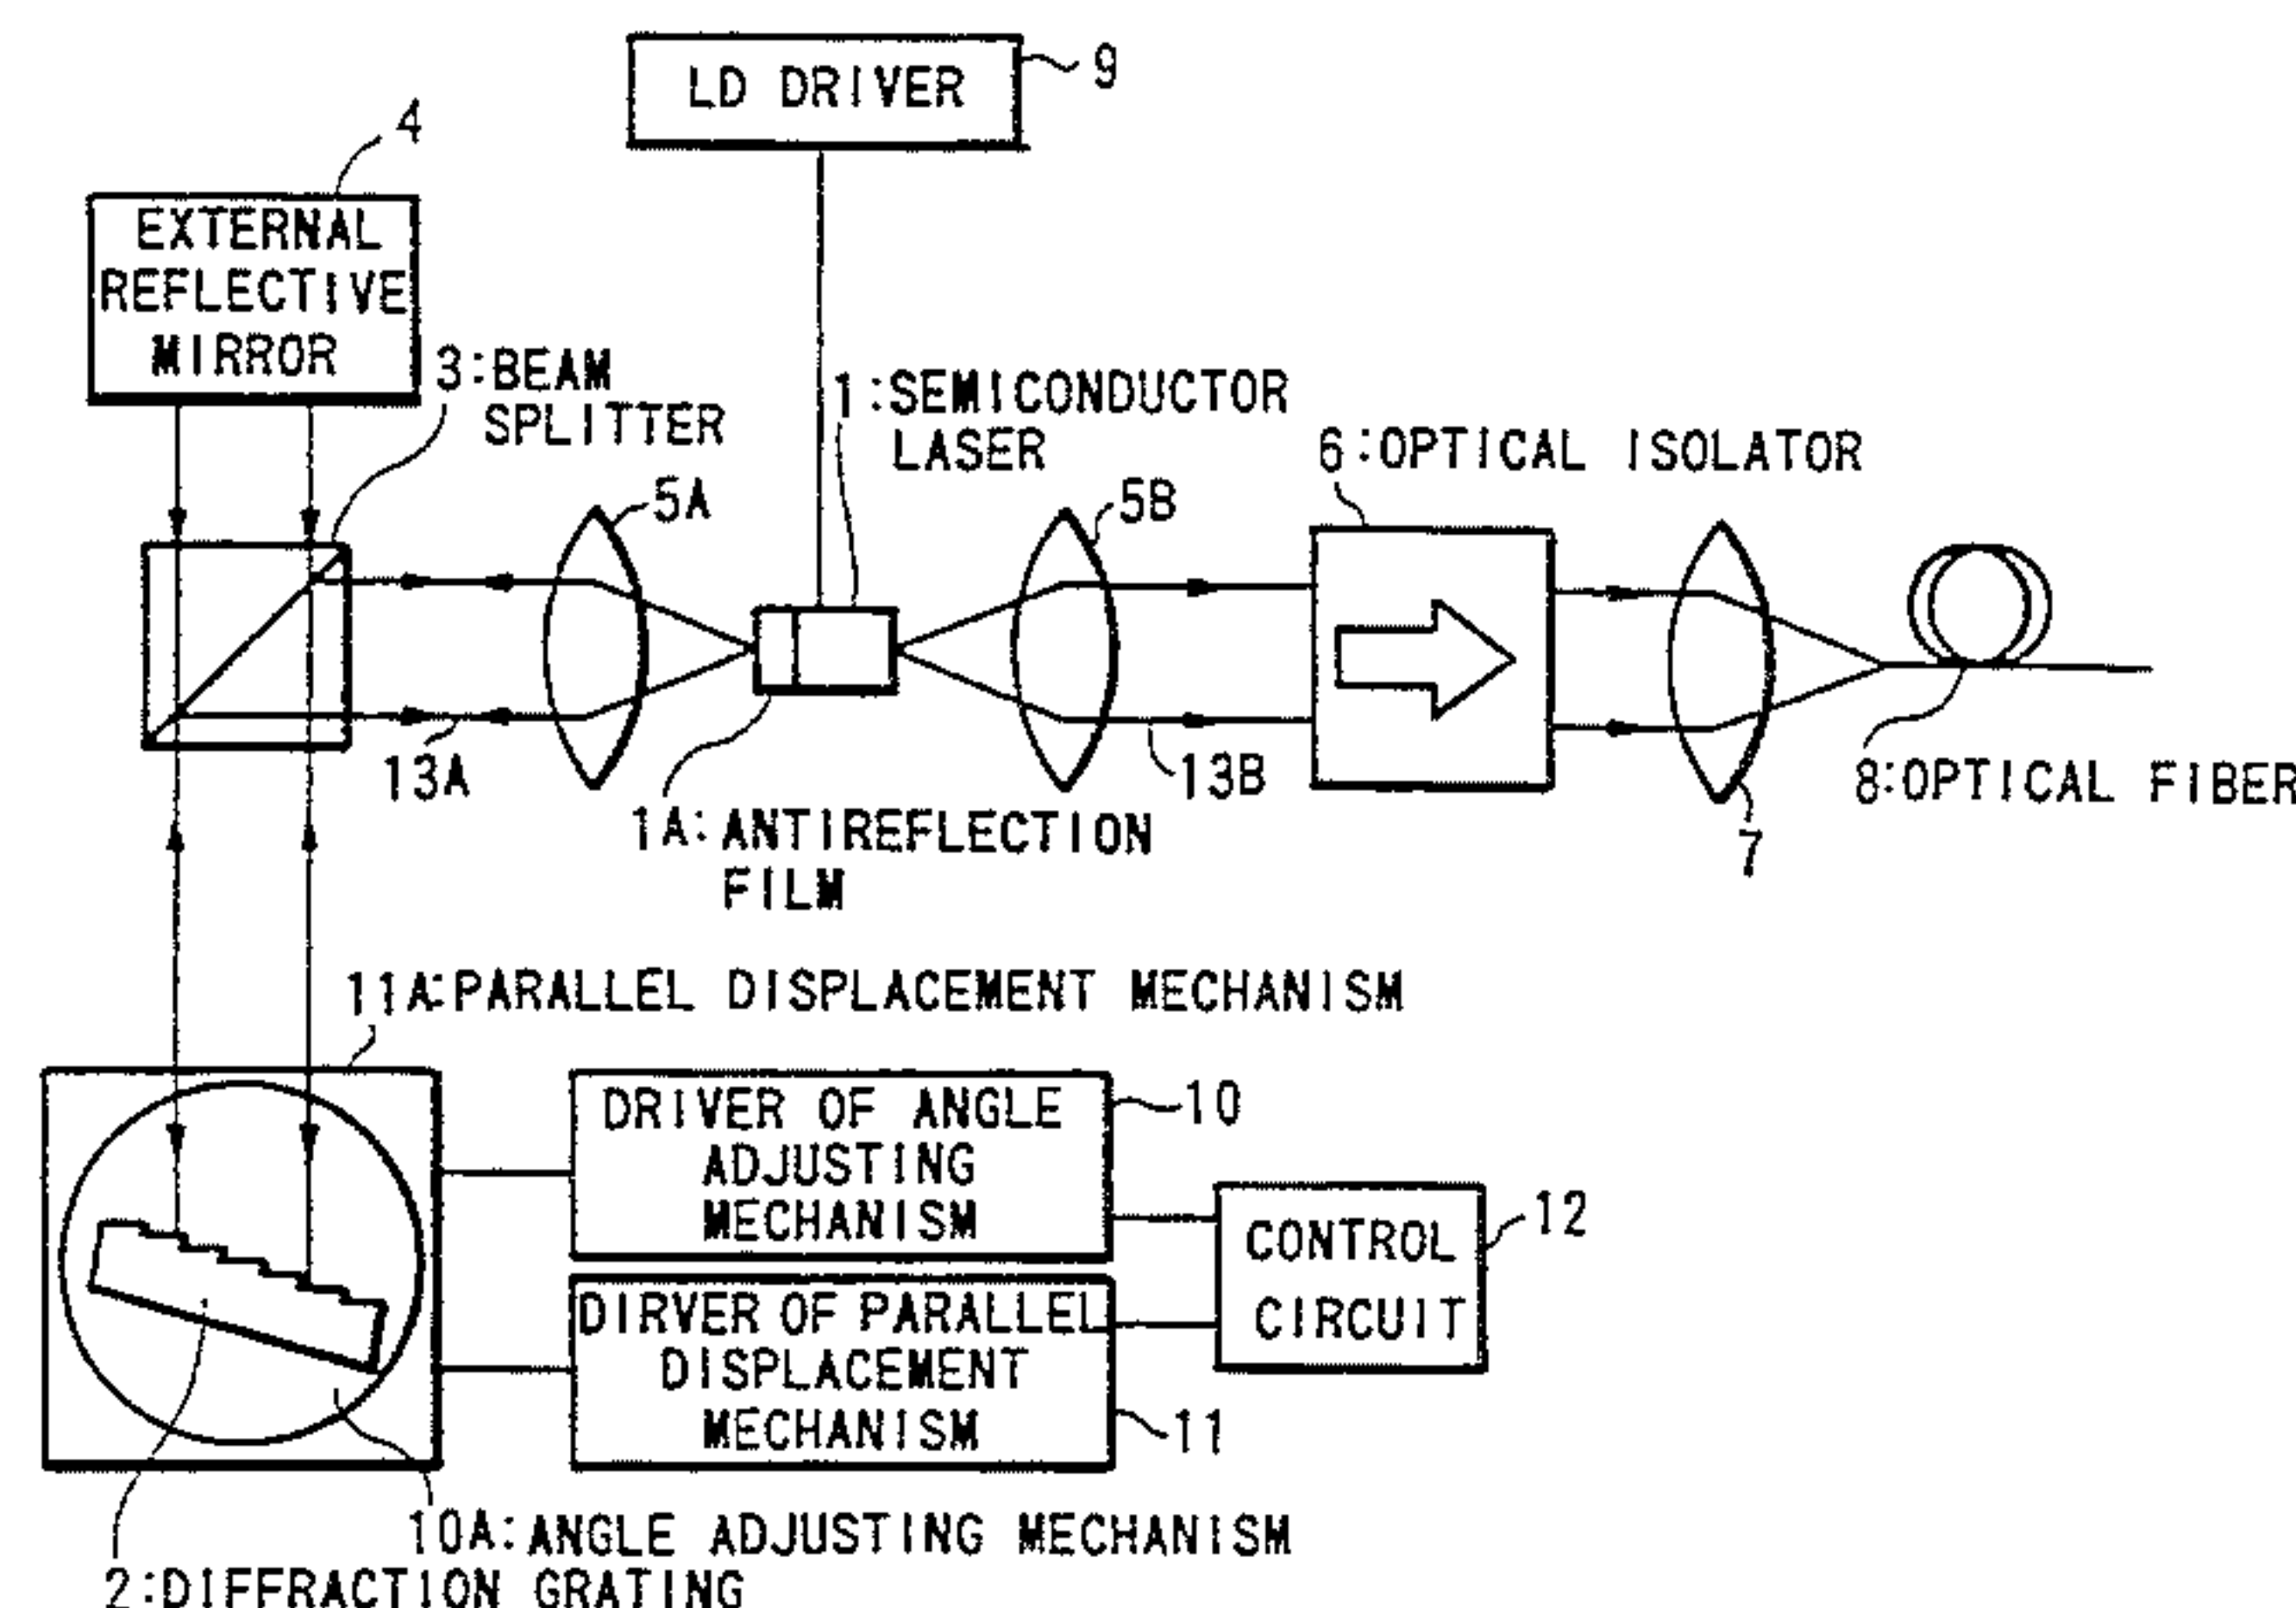 LD DRIVER
9
4
EXTERNAL
REFLECTIVE
MIRROR
3:BEAM
SPLITTER
1:SEMICONDUCTOR
LASER
6:OPTICAL ISOLATOR
5A
5B
13A
13B
1A:ANTIREFLECTION
FILM
7
8:OPTICAL FIBER
11A:PARALLEL DISPLACEMENT MECHANISM
DRIVER OF ANGLE
ADJUSTING
MECHANISM
10
DIRVER OF PARALLEL
DISPLACEMENT
MECHANISM
11
CONTROL
CIRCUIT
12
10A:ANGLE ADJUSTING MECHANISM
2:DIFFRACTION GRATING